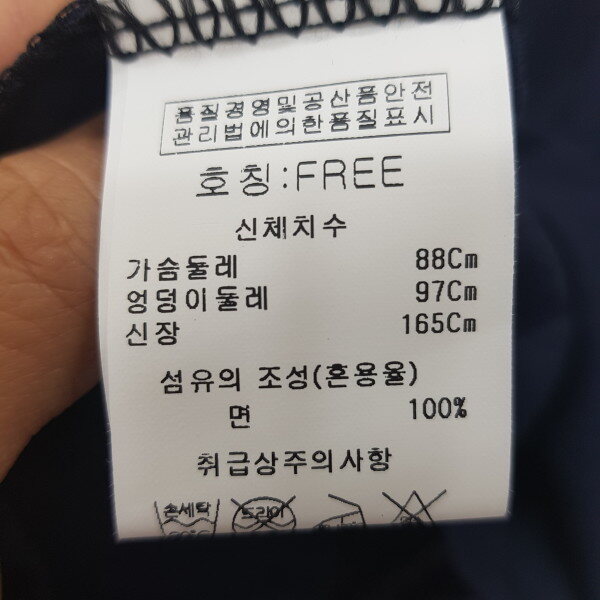 품질경영및공산품안전
관리법에의한품질표시
호칭:FREE
신체치수
가슴둘레 88Cm
엉덩이둘레 97Cm
신장 165Cm
섬유의 조성(혼용율)
면 100%
취급상주의사항
손세탁 드라이